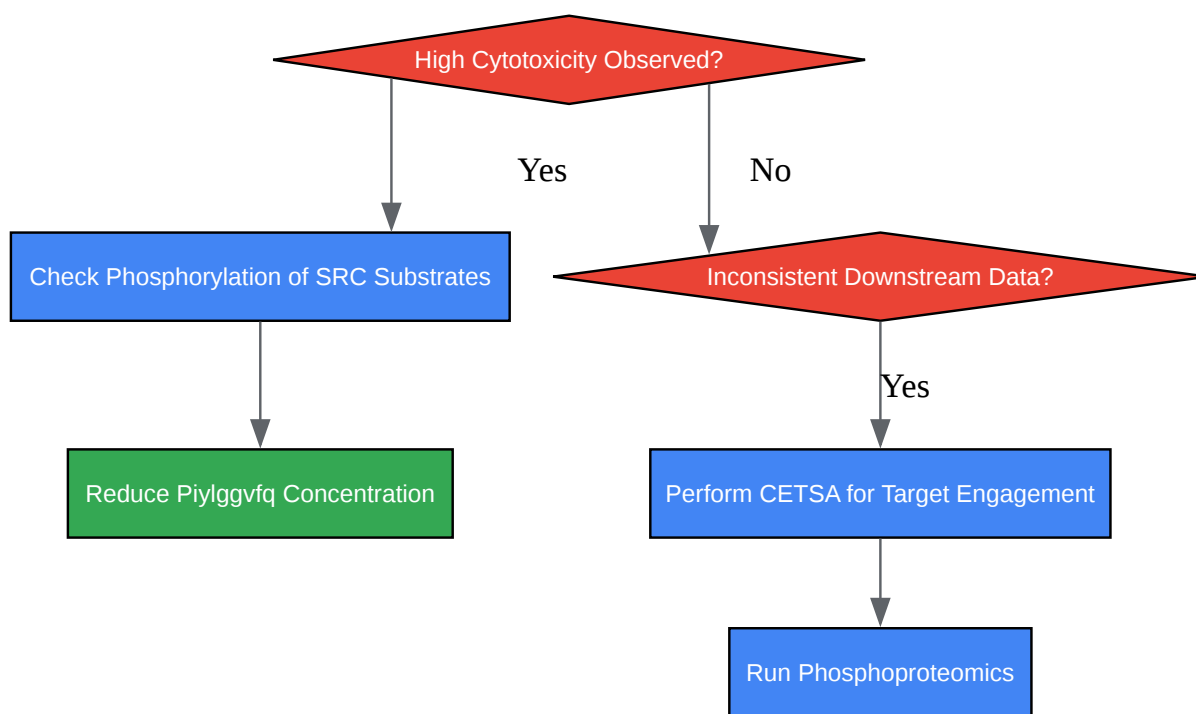 High Cytotoxicity Observed?
Yes
No
Check Phosphorylation of SRC Substrates
Inconsistent Downstream Data?
Yes
Reduce Piylggvfq Concentration
Perform CETSA for Target Engagement
Run Phosphoproteomics